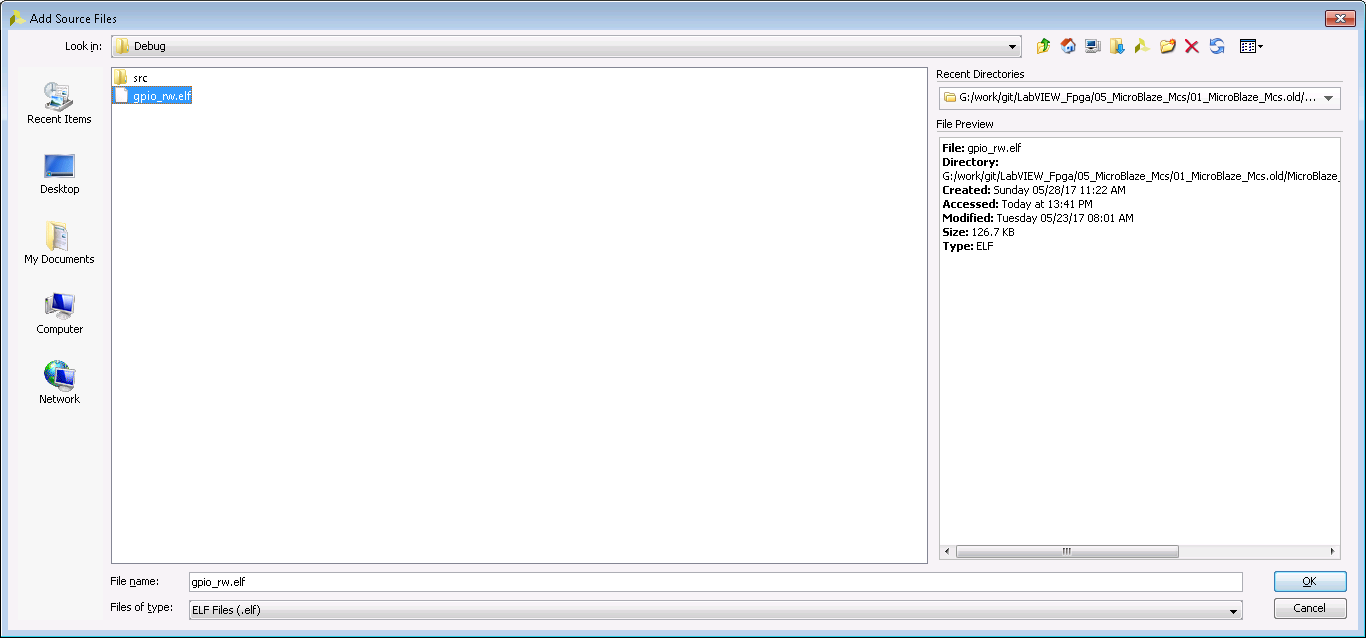 Add Source Files
Look in: Debug
Recent Items
Desktop
My Documents
Computer
Network
src
gpio_rw.elf
Recent Directories
G:/work/git/LabVIEW_Fpga/05_MicroBlaze_Mcs/01_MicroBlaze_Mcs.old/...
File Preview
File: gpio_rw.elf
Directory:
G:/work/git/LabVIEW_Fpga/05_MicroBlaze_Mcs/01_MicroBlaze_Mcs.old/MicroBlaze_
Created: Sunday 05/28/17 11:22 AM
Accessed: Today at 13:41 PM
Modified: Tuesday 05/23/17 08:01 AM
Size: 126.7 KB
Type: ELF
File name: gpio_rw.elf
Files of type: ELF Files (.elf)
OK
Cancel